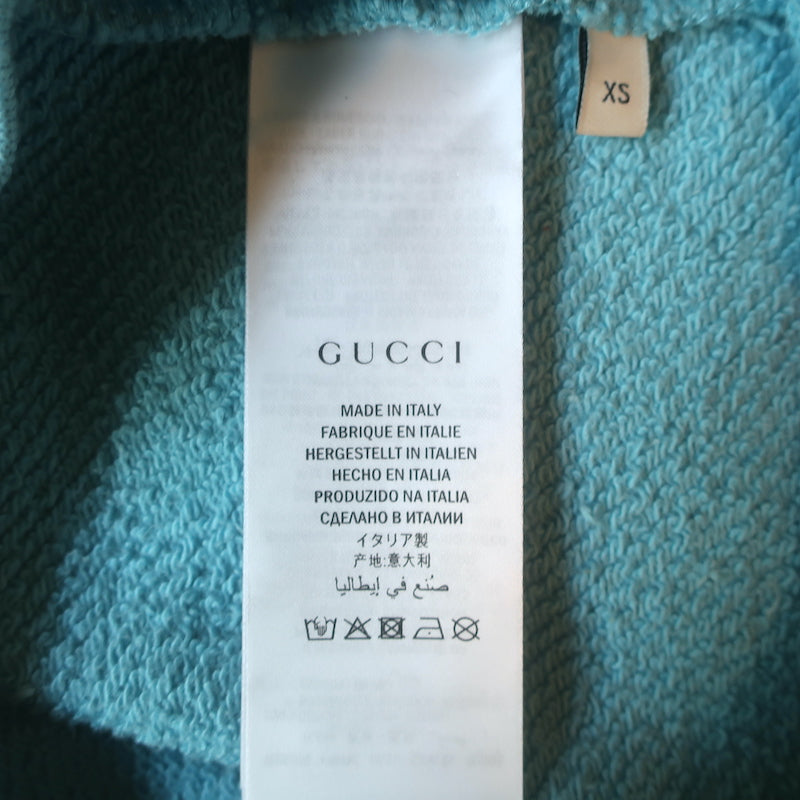 XS
GUCCI
MADE IN ITALY
FABRIQUE EN ITALIE
HERGESTELLT IN ITALIEN
HECHO EN ITALIA
PRODUZIDO NA ITALIA
СДЕЛАНО В ИТАЛИИ
イタリア製
产地:意大利
صُنع في إيطاليا